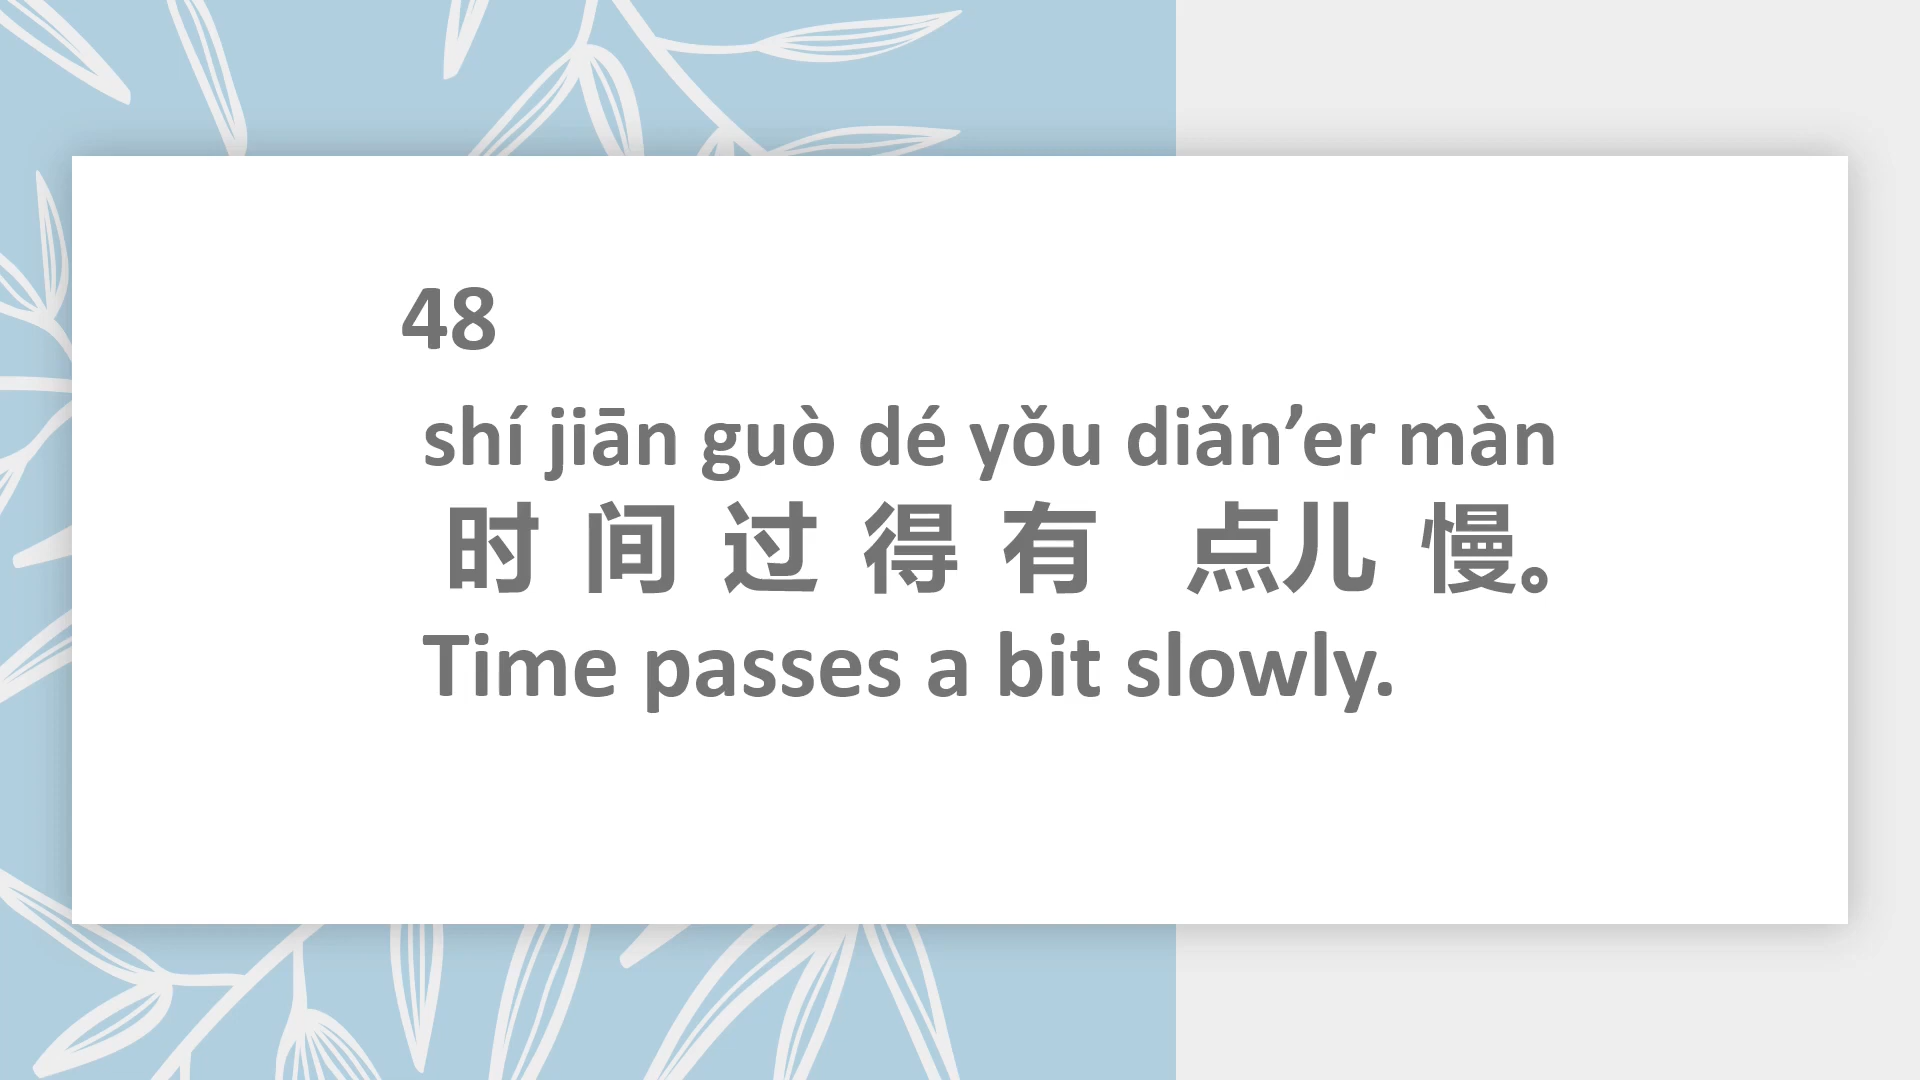 48
shí jiān guò dé yǒu diǎn’er màn
时 间 过 得 有 点儿 慢。
Time passes a bit slowly.